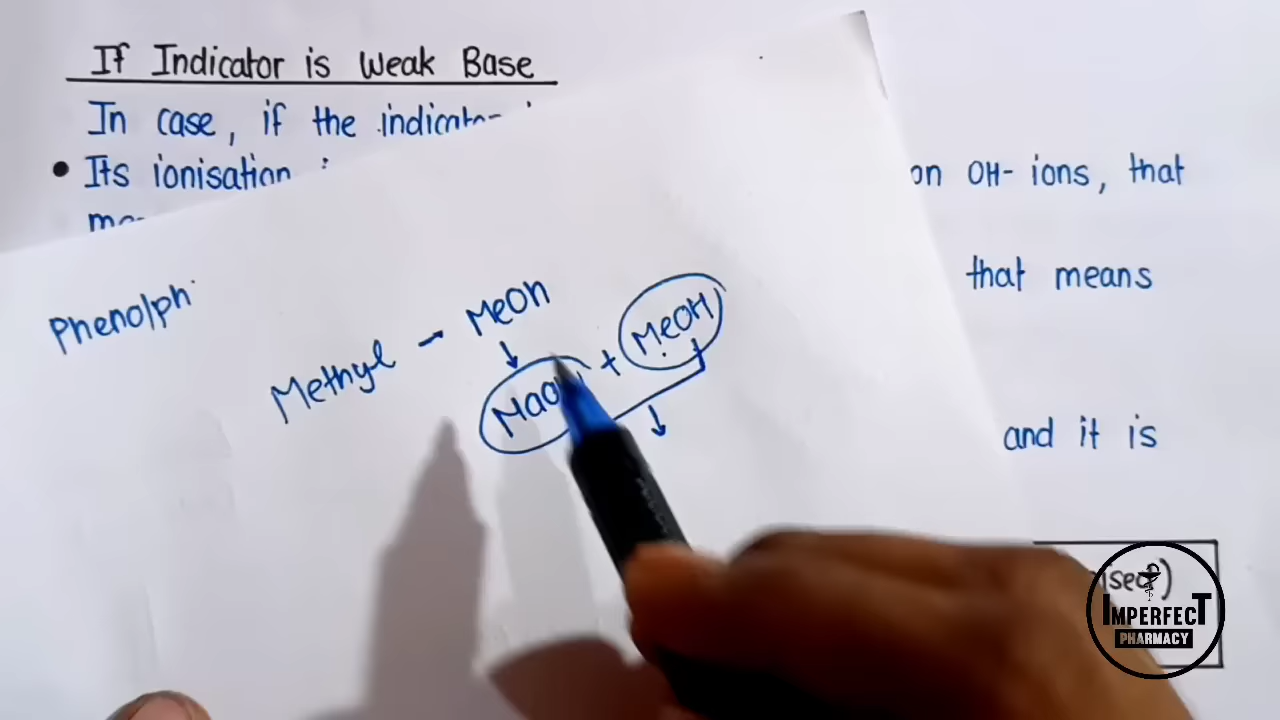 If Indicator is Weak Base
In case, if the
Its ionisation
on OH- ions, that
that means
and it is
Phenolph
Methyl → MeOH
↓
+ MeOH
↓
IMPERFECT
PHARMACY